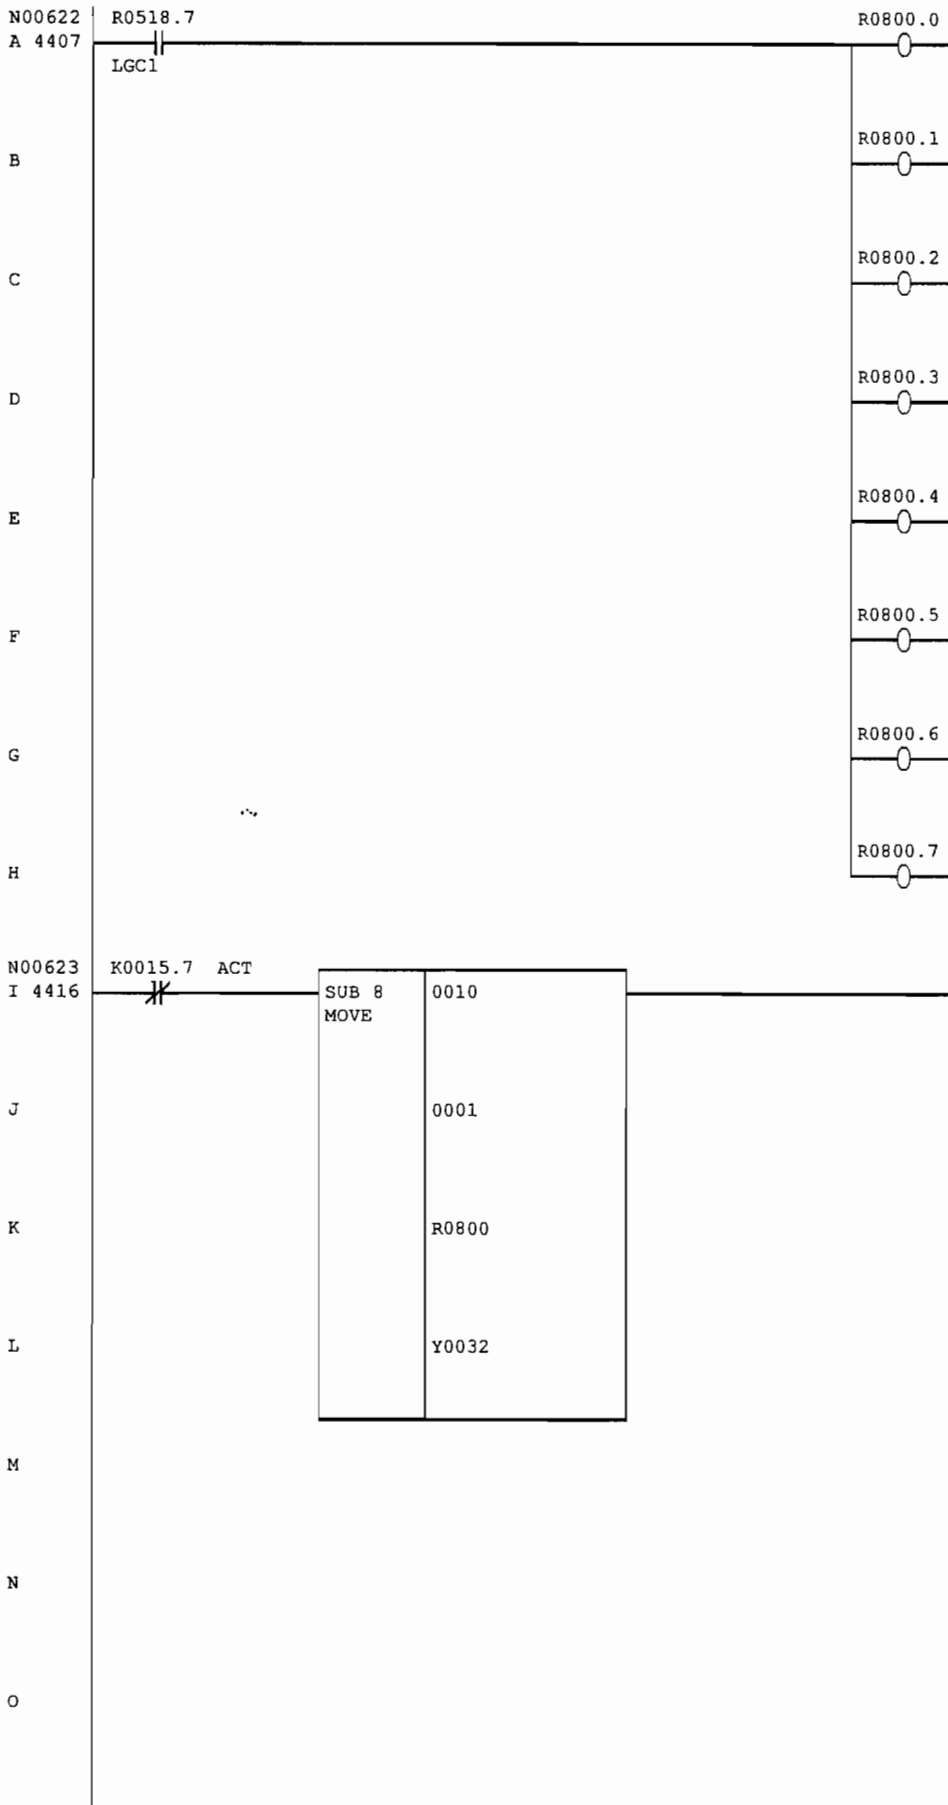 N00622 R0518.7 R0800.0
A 4407
LGC1
R0800.1
B
R0800.2
C
R0800.3
D
R0800.4
E
R0800.5
F
R0800.6
G
R0800.7
H
N00623 K0015.7 ACT
I 4416 SUB 8 0010
MOVE
J 0001
K R0800
L Y0032
M
N
O